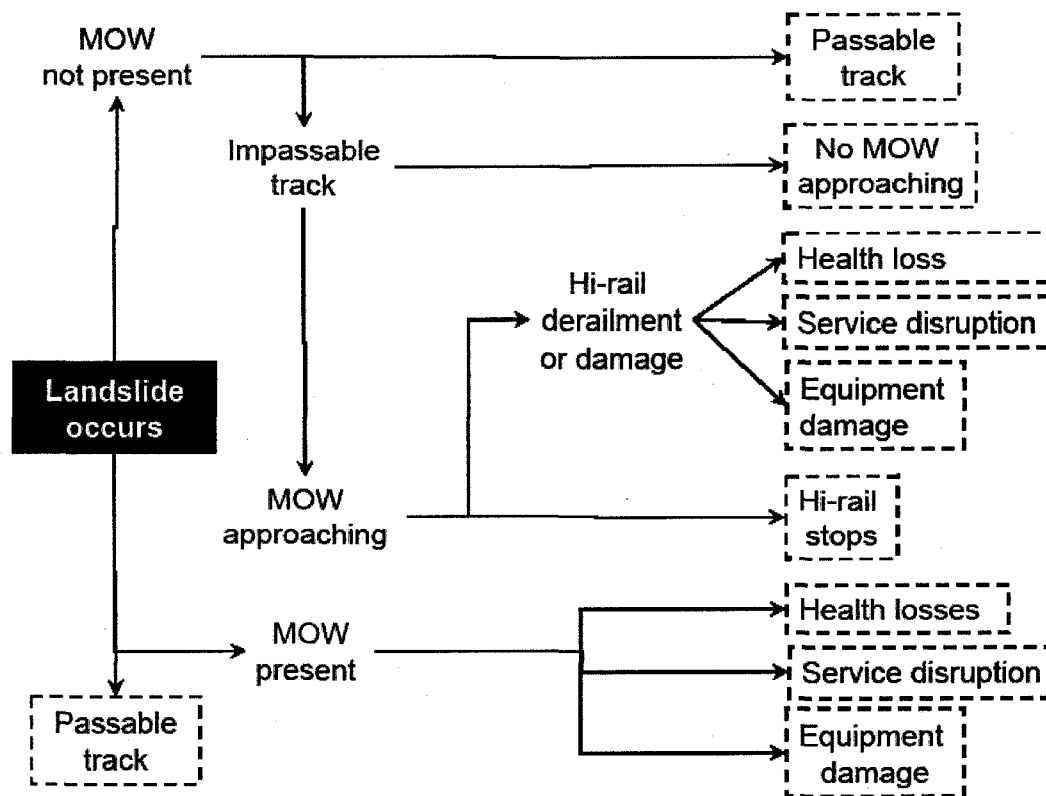 MOW
not present
Passable
track
Impassable
track
No MOW
approaching
Health loss
Hi-rail
derailment
or damage
Service disruption
Equipment
damage
Landslide
occurs
MOW
approaching
Hi-rail
stops
Health losses
MOW
present
Service disruption
Passable
track
Equipment
damage